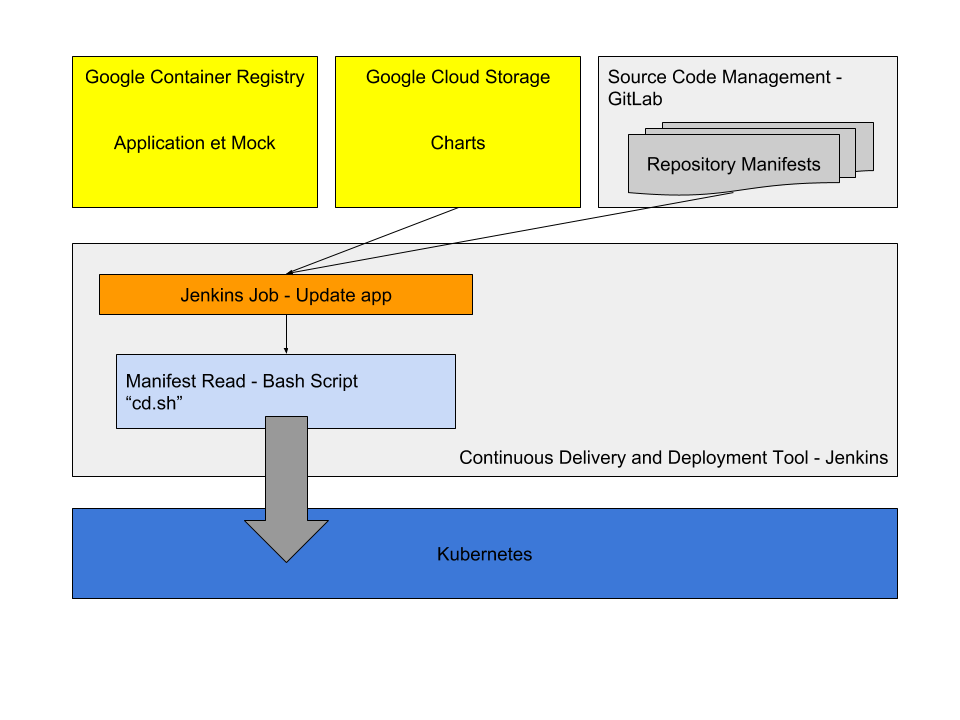 Google Container Registry
Application et Mock
Google Cloud Storage
Charts
Source Code Management -
GitLab
Repository Manifests
Jenkins Job - Update app
Manifest Read - Bash Script
“cd.sh”
Continuous Delivery and Deployment Tool - Jenkins
Kubernetes